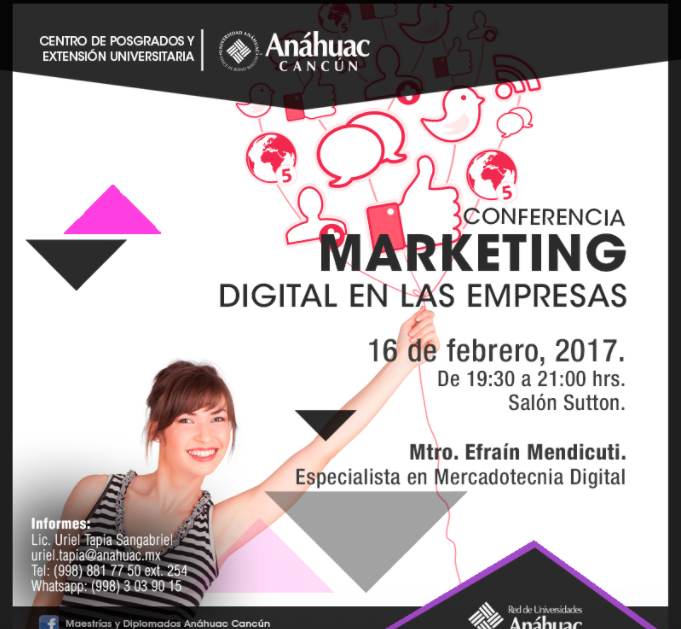 CENTRO DE POSGRADOS Y
EXTENSIÓN UNIVERSITARIA
Anáhuac
CANCÚN
5
5
CONFERENCIA
MARKETING
DIGITAL EN LAS EMPRESAS
16 de febrero, 2017.
De 19:30 a 21:00 hrs.
Salón Sutton.
Mtro. Efraín Mendicuti.
Especialista en Mercadotecnia Digital
Informes:
Lic. Uriel Tapia Sangabriel
uriel.tapia@anahuac.mx
Tel: (998) 881 77 50 ext. 254
Whatsapp: (998) 3 03 90 15
Maestrías y Diplomados Anáhuac Cancún
Red de Universidades
Anáhuac